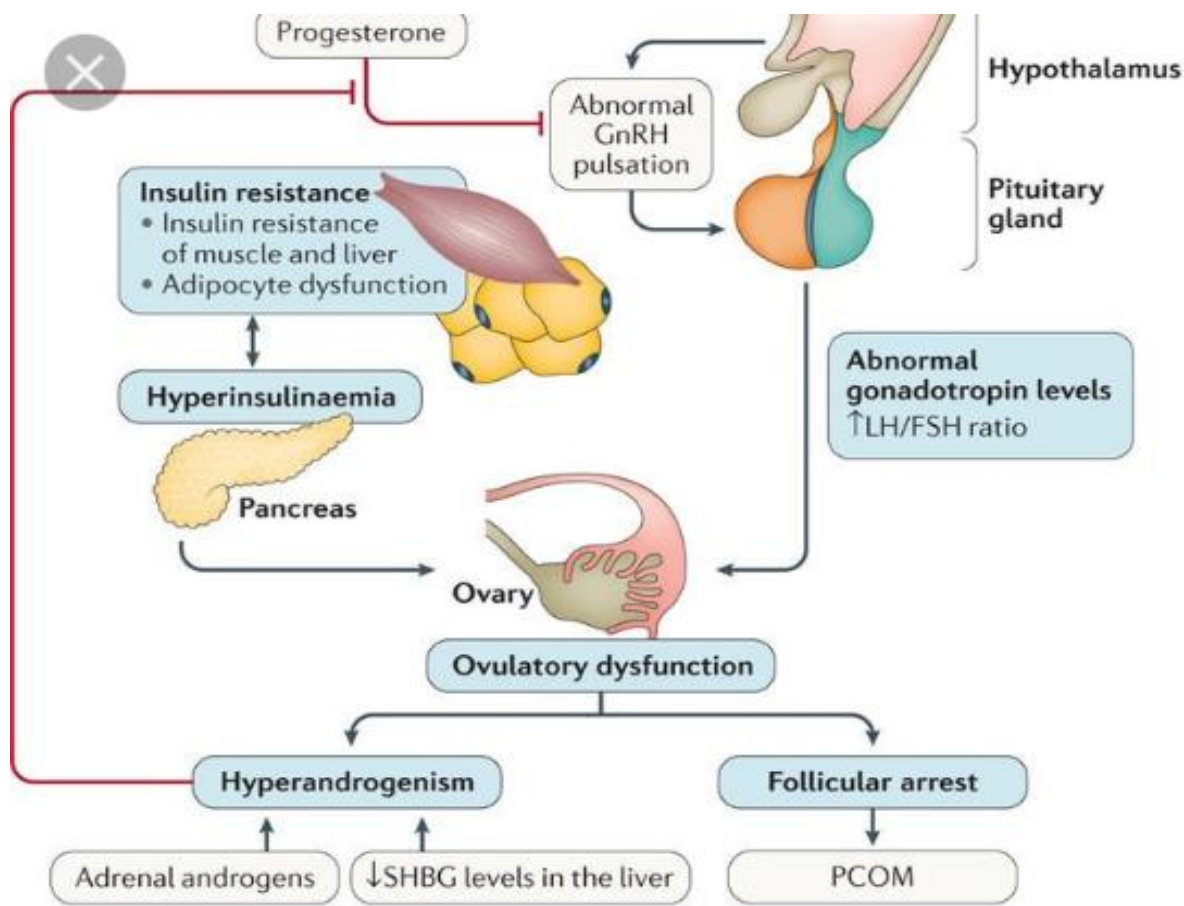 Progesterone
Hypothalamus
Abnormal
GnRH
pulsation
Pituitary
gland
Insulin resistance
• Insulin resistance
of muscle and liver
• Adipocyte dysfunction
Hyperinsulinaemia
Abnormal
gonadotropin levels
↑LH/FSH ratio
Pancreas
Ovary
Ovulatory dysfunction
Hyperandrogenism
Follicular arrest
Adrenal androgens
↓SHBG levels in the liver
PCOM